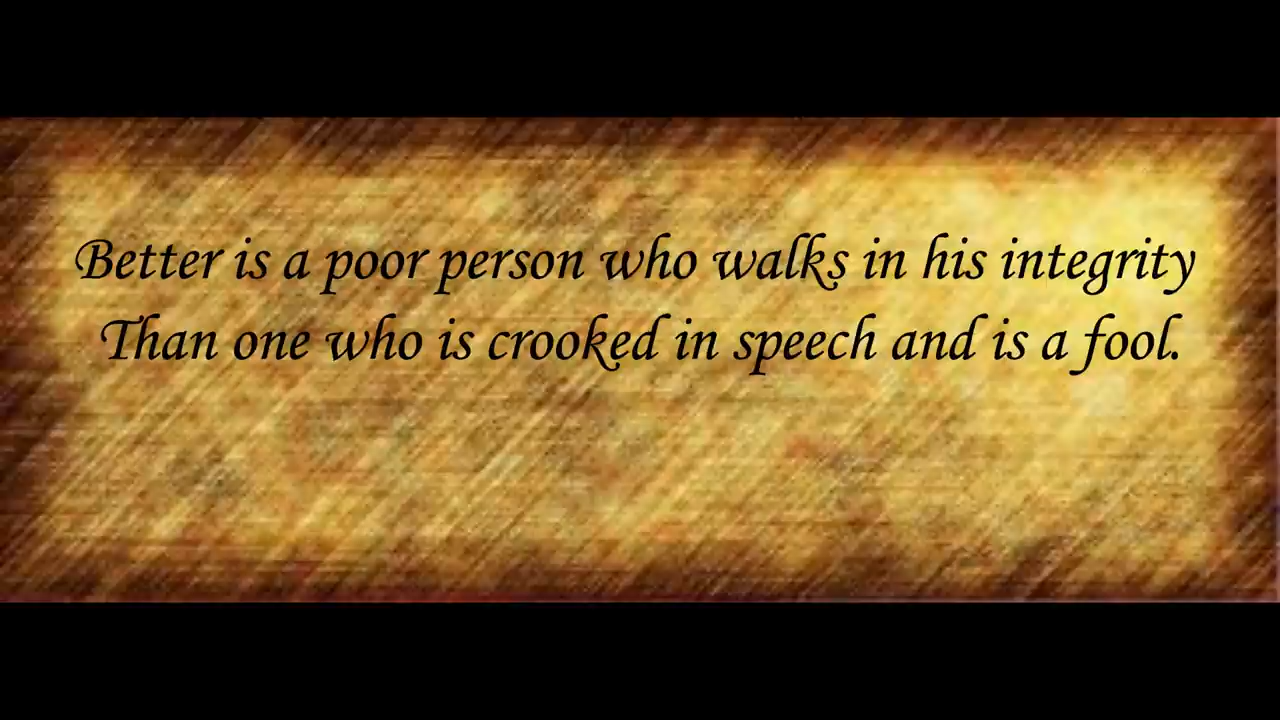 Better is a poor person who walks in his integrity
Than one who is crooked in speech and is a fool.